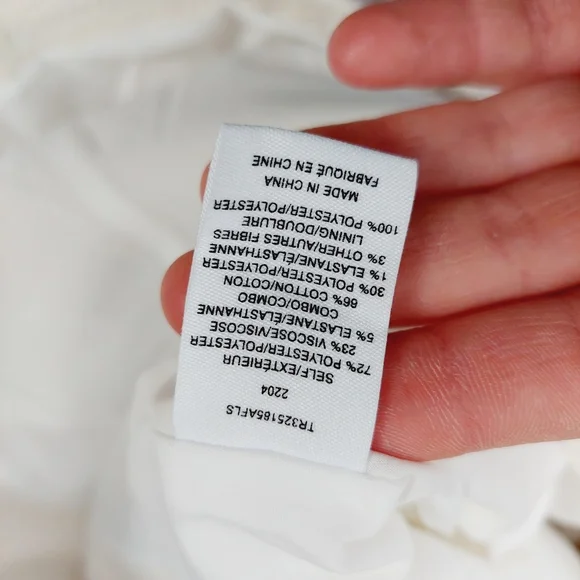 TR325185AFLS
2204
SELF/EXTÉRIEUR
72% POLYESTER/POLYESTER
23% VISCOSE/VISCOSE
5% ELASTANE/ÉLASTHANNE
COMBO/COMBO
66% COTTON/COTON
30% POLYESTER/POLYESTER
1% ELASTANE/ÉLASTHANNE
3% OTHER/AUTRES FIBRES
LINING/DOUBLURE
100% POLYESTER/POLYESTER
MADE IN CHINA
FABRIQUÉ EN CHINE